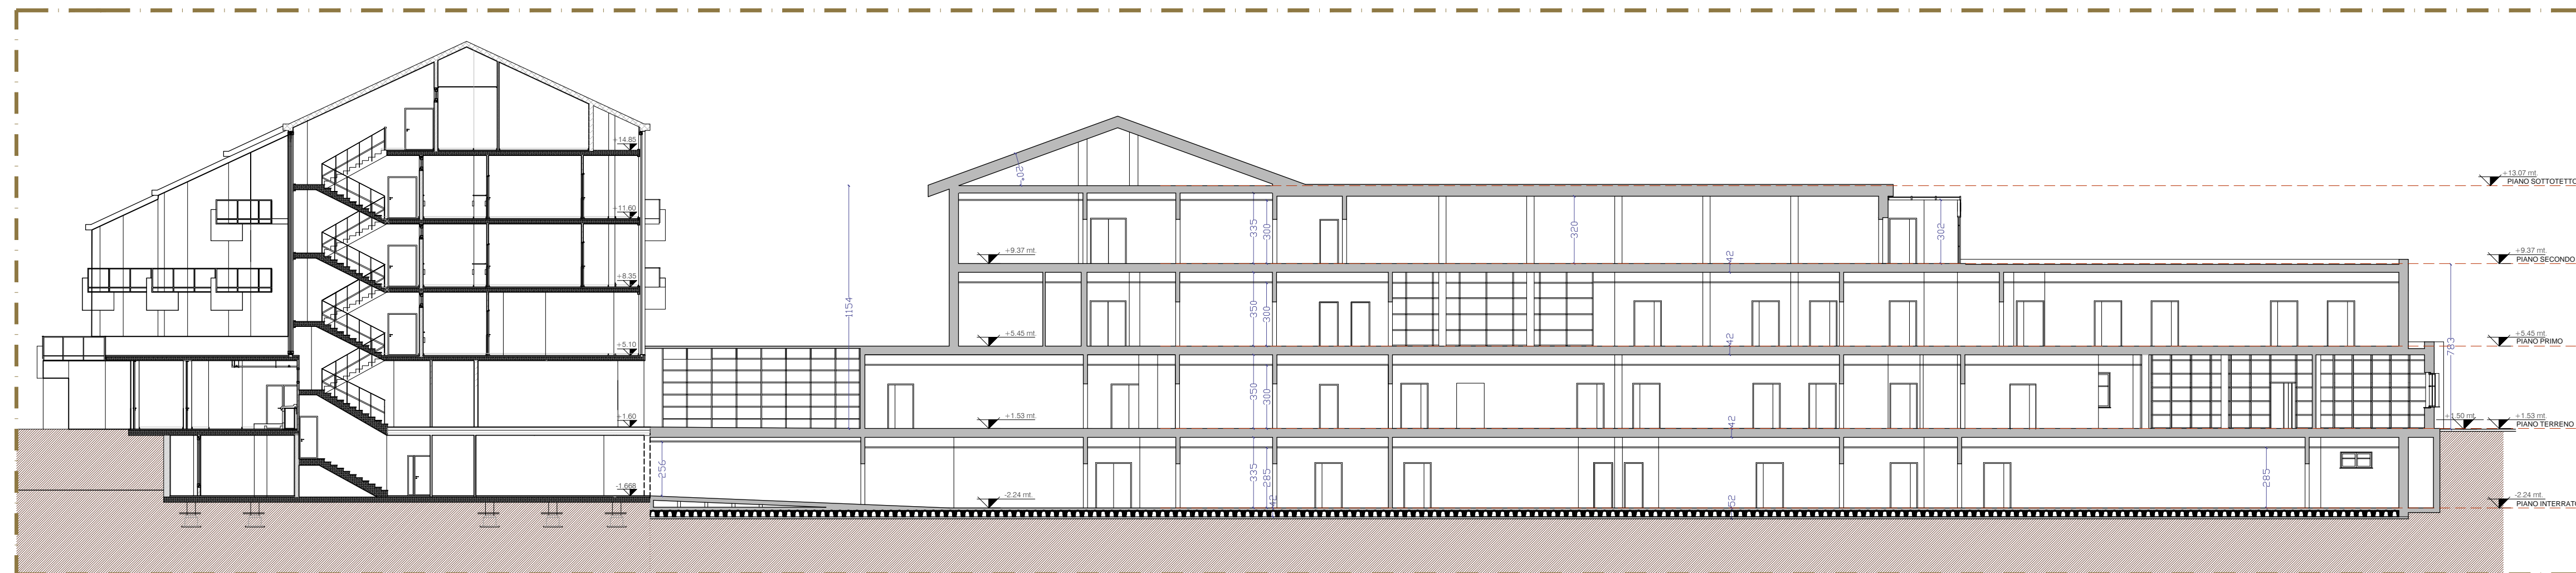 +14.85
+11.60
+8.35
+5.10
+1.60
-1.668
256
1154
20°
335
300
320
302
+9.37 mt.
42
350
300
+5.45 mt.
42
350
300
+1.53 mt.
42
335
285
42
-2.24 mt.
52
285
783
+1.50 mt.
+13.07 mt.
PIANO SOTTOTETTO
+9.37 mt.
PIANO SECONDO
+5.45 mt.
PIANO PRIMO
+1.53 mt.
PIANO TERRENO
-2.24 mt.
PIANO INTERRATO